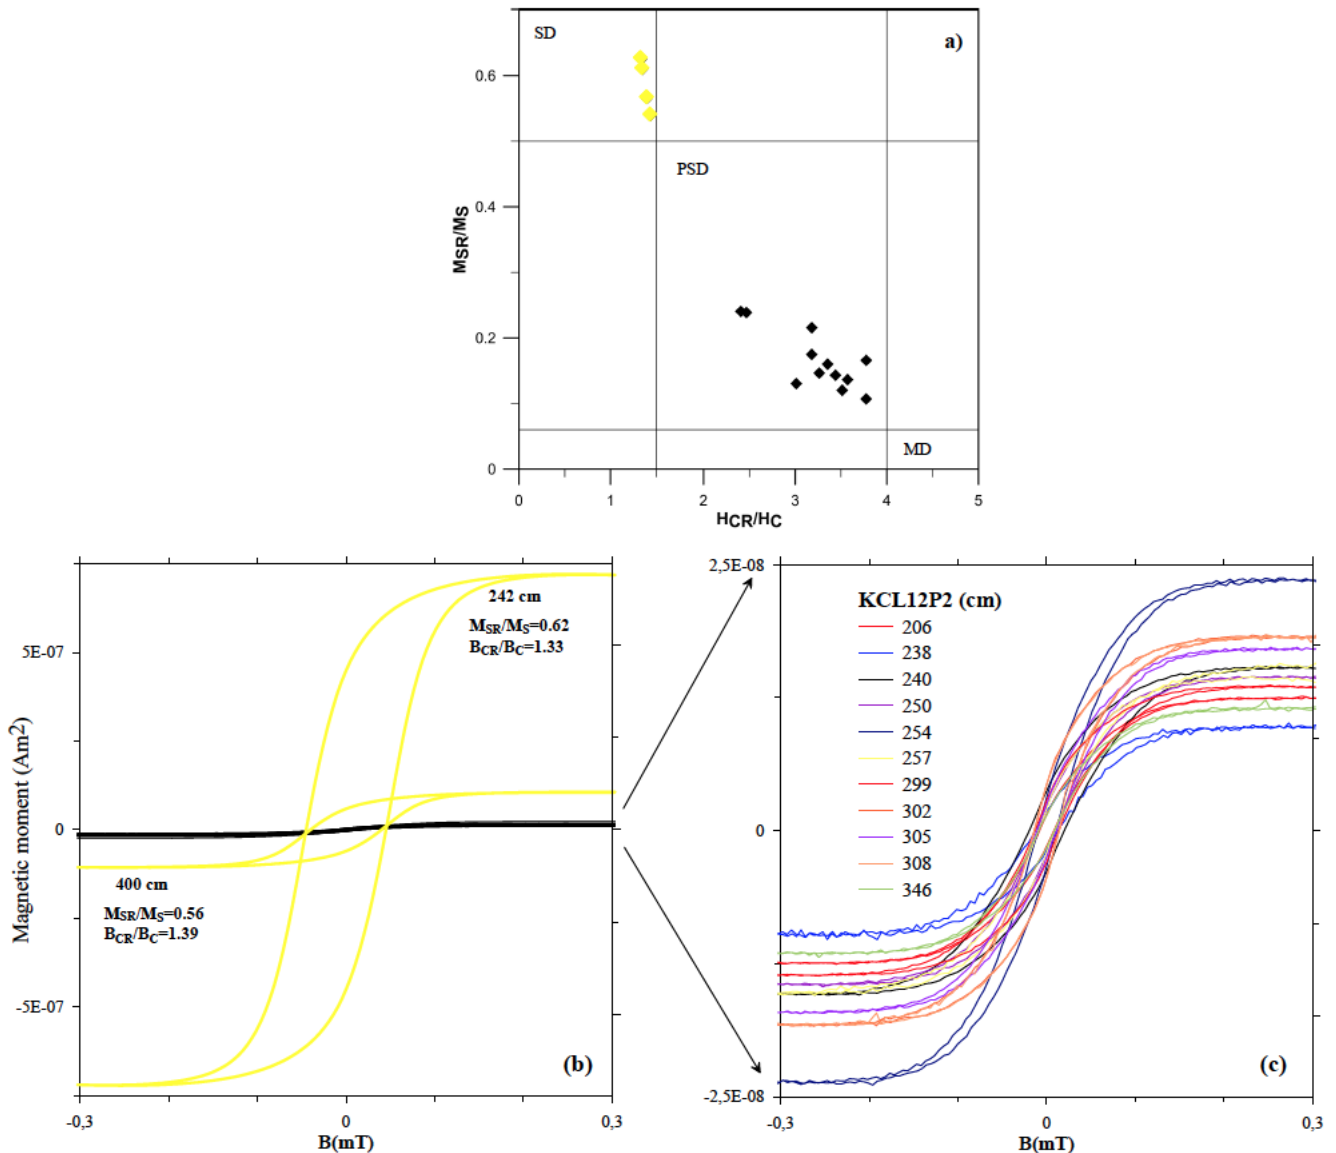 SD
a)
0.6
PSD
0.4
MSR/MS
0.2
MD
0
0
1
2
3
4
5
HCR/HC
242 cm
MSR/MS=0.62
BCR/BC=1.33
5E-07
0
-5E-07
Magnetic moment (Am2)
400 cm
MSR/MS=0.56
BCR/BC=1.39
(b)
-0.3
0
0,3
B(mT)
2,5E-08
KCL12P2 (cm)
206
238
240
250
254
257
299
302
305
308
346
0
(c)
-2,5E-08
-0,3
0
0,3
B(mT)